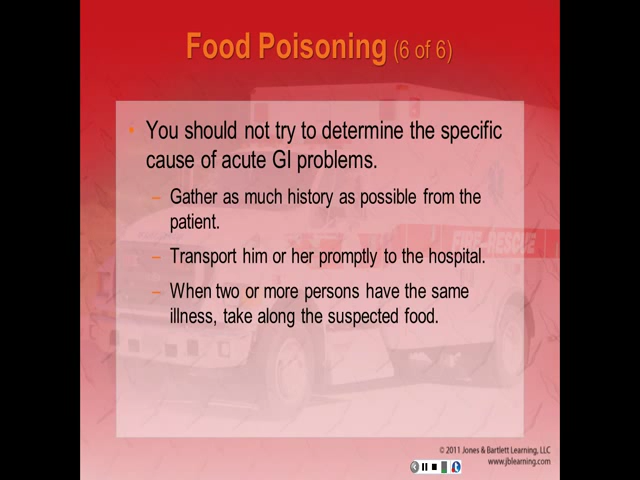 Food Poisoning (6 of 6)
• You should not try to determine the specific
cause of acute GI problems.
– Gather as much history as possible from the
patient.
– Transport him or her promptly to the hospital.
– When two or more persons have the same
illness, take along the suspected food.
FIRE-RESCUE
© 2011 Jones & Bartlett Learning, LLC
www.jblearning.com